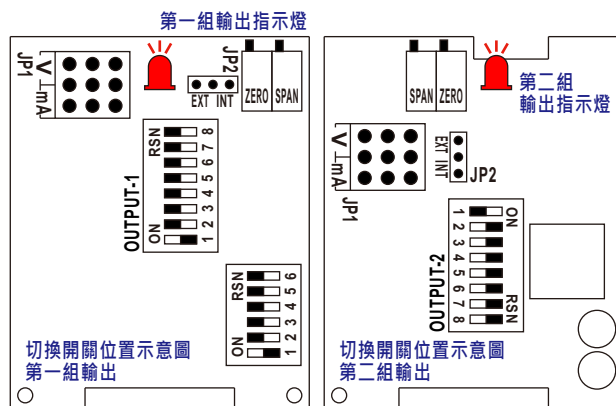 第一組輸出指示燈
JP1
V
mA
JP2
EXT INT
ZERO
SPAN
OUTPUT-1
RSN
ON
8
7
6
5
4
3
2
1
RSN
ON
6
5
4
3
2
1
切換開關位置示意圖
第一組輸出
SPAN
ZERO
第二組
輸出指示燈
V
mA
JP1
EXT INT
JP2
OUTPUT-2
ON
RSN
1
2
3
4
5
6
7
8
切換開關位置示意圖
第二組輸出